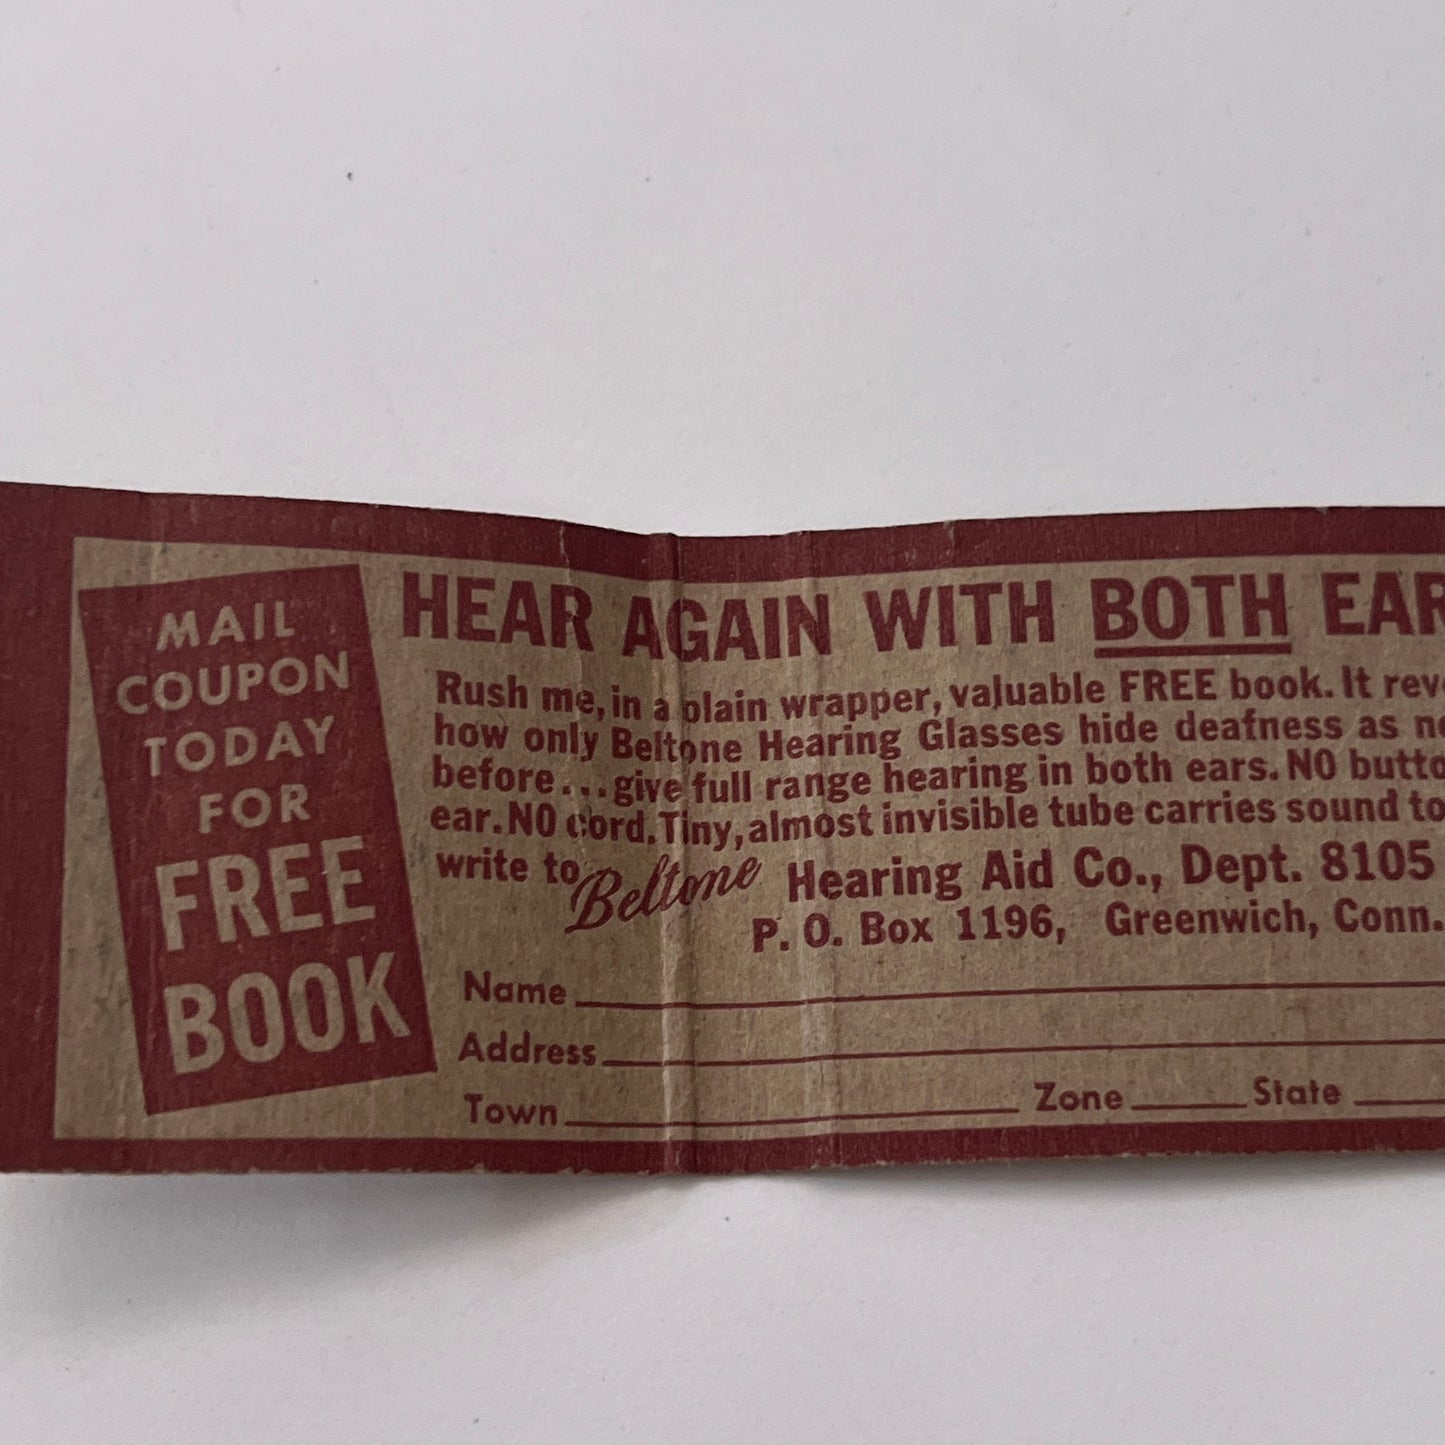 MAIL
COUPON
TODAY
FOR
FREE
BOOK
HEAR AGAIN WITH BOTH EAR
Rush me, in a plain wrapper, valuable FREE book. It reve
how only Beltone Hearing Glasses hide deafness as ne
before...give full range hearing in both ears. NO butto
ear. NO cord. Tiny, almost invisible tube carries sound to
write to Beltone Hearing Aid Co., Dept. 8105
P. O. Box 1196, Greenwich, Conn.
Name
Address
Town Zone State